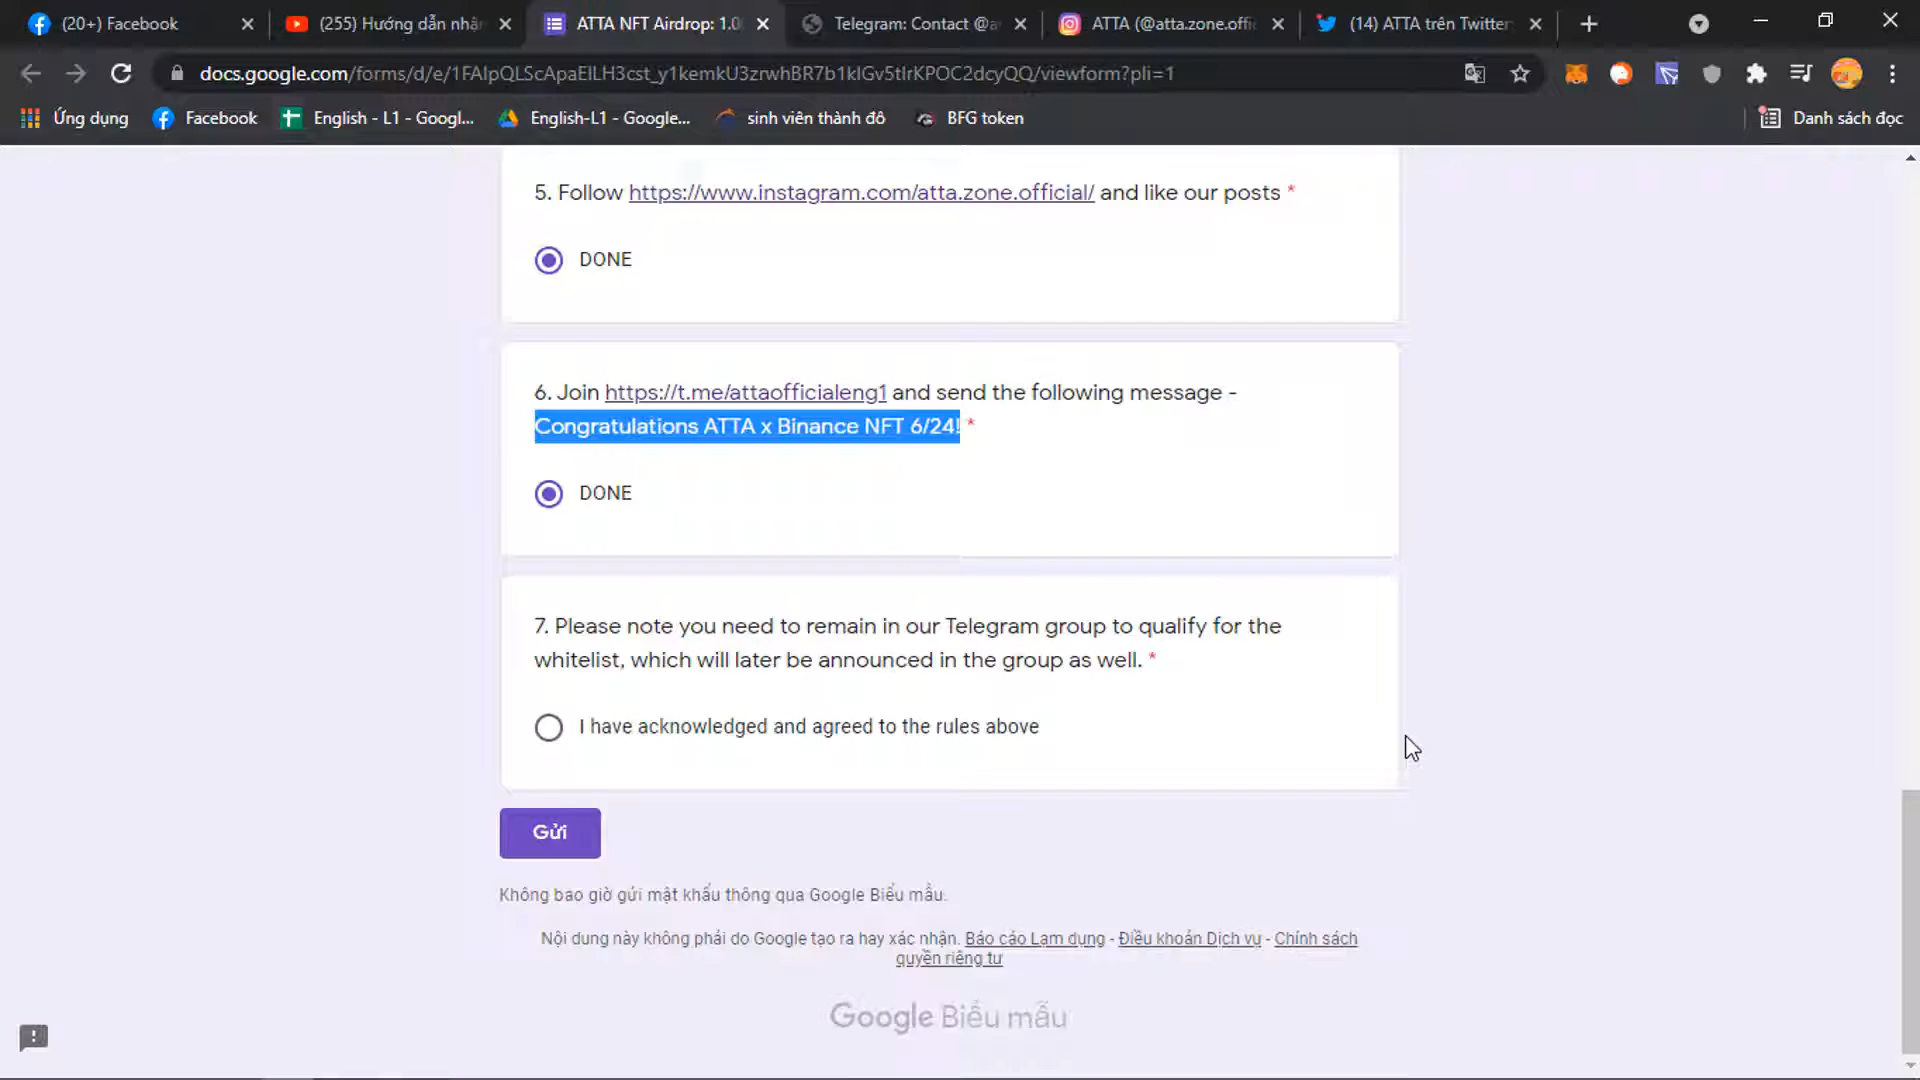 (20+) Facebook
(255) Hướng dẫn nhận
ATTA NFT Airdrop: 1.0
Telegram: Contact @a
ATTA (@atta.zone.offi
(14) ATTA trên Twitter
docs.google.com/forms/d/e/1FAIpQLScApaEILH3cst_y1kemkU3zrwhBR7b1kIGv5tIrKPOC2dcyQQ/viewform?pli=1
Ứng dụng
Facebook
English - L1 - Googl...
English-L1 - Google...
sinh viên thành đô
BFG token
Danh sách đọc
5. Follow https://www.instagram.com/atta.zone.official/ and like our posts *
DONE
6. Join https://t.me/attaofficialeng1 and send the following message -
Congratulations ATTA x Binance NFT 6/24! *
DONE
7. Please note you need to remain in our Telegram group to qualify for the
whitelist, which will later be announced in the group as well. *
I have acknowledged and agreed to the rules above
Gửi
Không bao giờ gửi mật khẩu thông qua Google Biểu mẫu.
Nội dung này không phải do Google tạo ra hay xác nhận. Báo cáo Lạm dụng - Điều khoản Dịch vụ - Chính sách
quyền riêng tư
Google Biểu mẫu